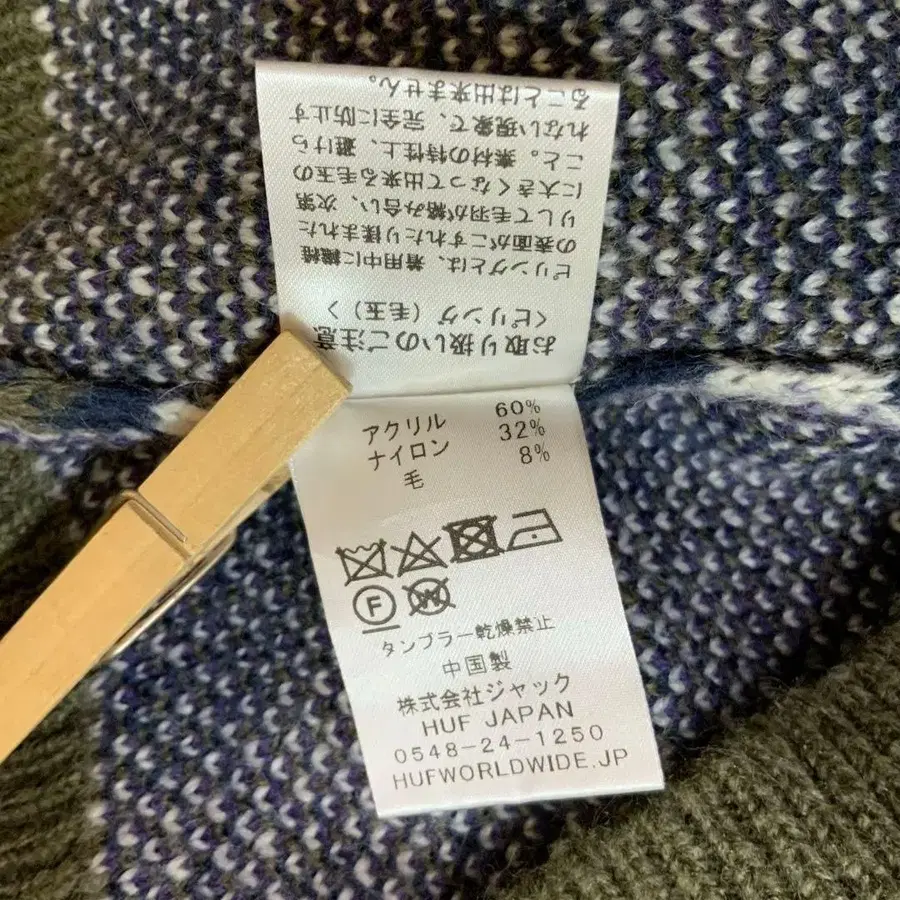 お取り扱いのご注意
〈ピリング（毛玉）〉
ピリングとは、着用中に繊維
の表面がこすれたり揉まれた
りして毛羽が絡み合い、次第
に大きくなって出来る毛玉の
こと。素材の特性上、避けら
れない現象で、完全に防止す
ることは出来ません。
アクリル 60%
ナイロン 32%
毛 8%
F
W
タンブラー乾燥禁止
中国製
株式会社ジャック
HUF JAPAN
0548-24-1250
HUFWORLDWIDE.JP